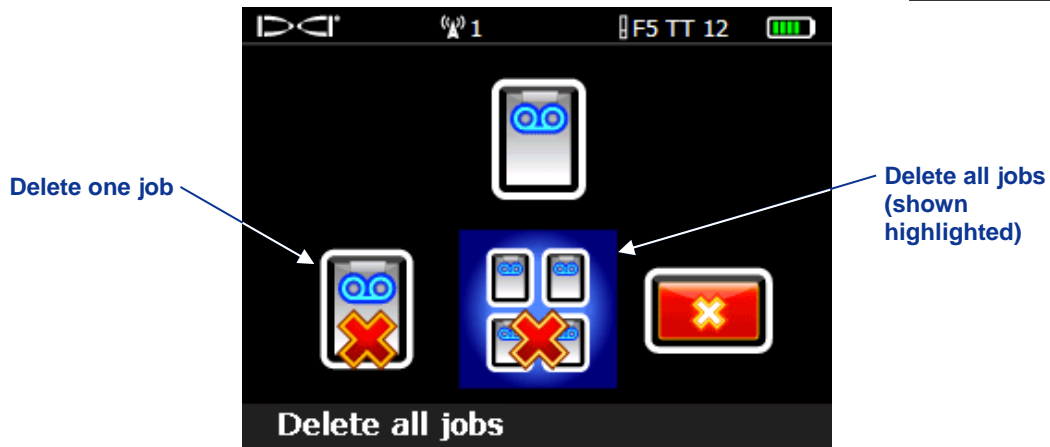 DCI
1
F5 TT 12
Delete one job
Delete all jobs
(shown
highlighted)
Delete all jobs